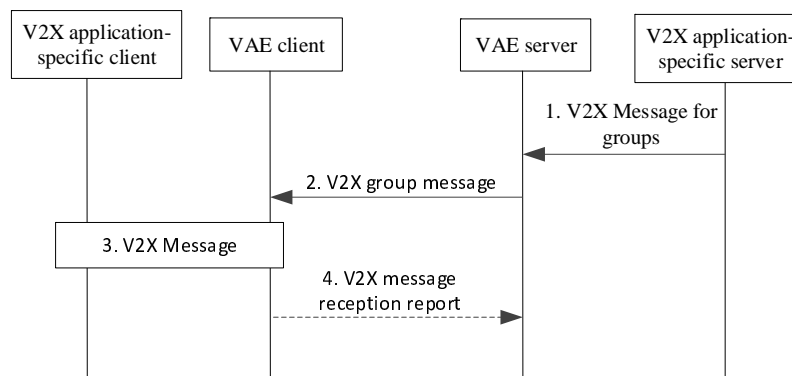 V2X application-
specific client
VAE client
VAE server
V2X application-
specific server
1. V2X Message for
groups
2. V2X group message
3. V2X Message
4. V2X message
reception report